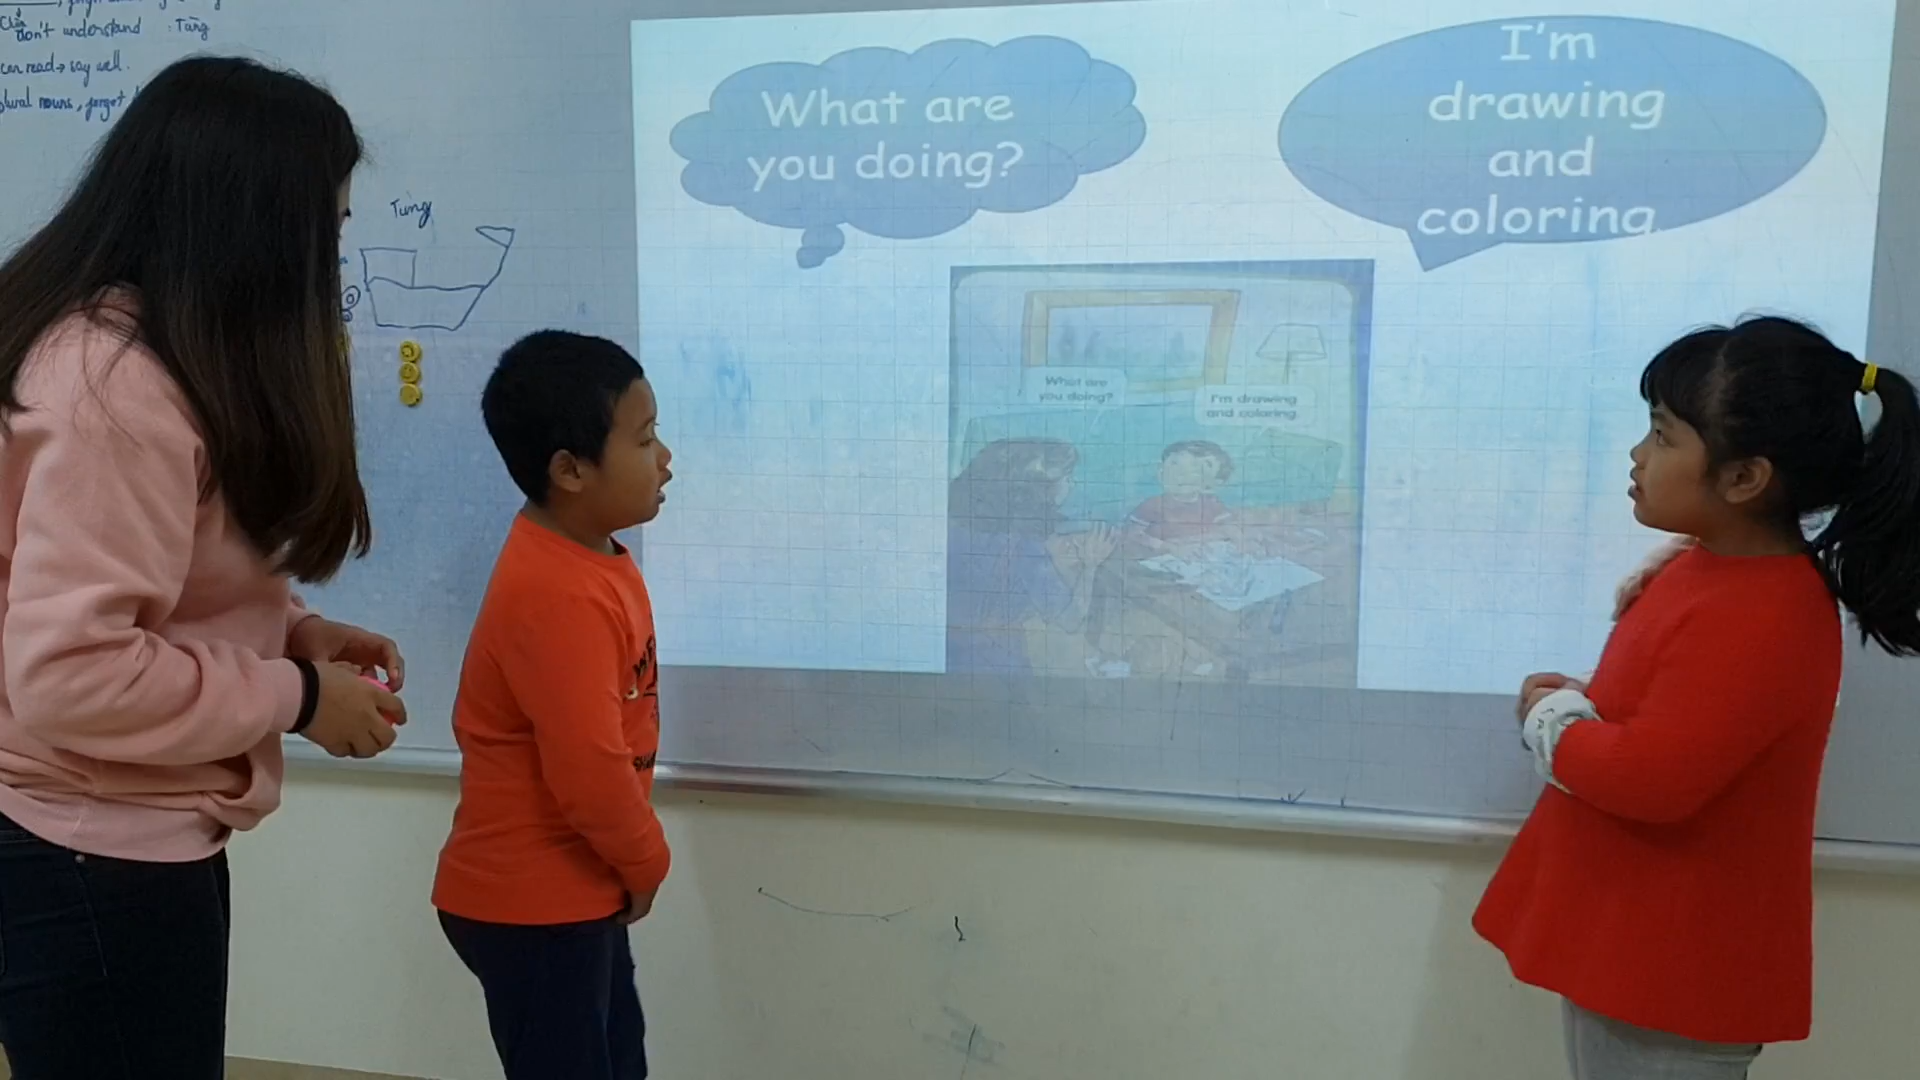 don't understand : Tùng
can read → say well.
plural nouns, forget
Tùng
What are
you doing?
I'm
drawing
and
coloring.
What are
you doing?
I'm drawing
and coloring.